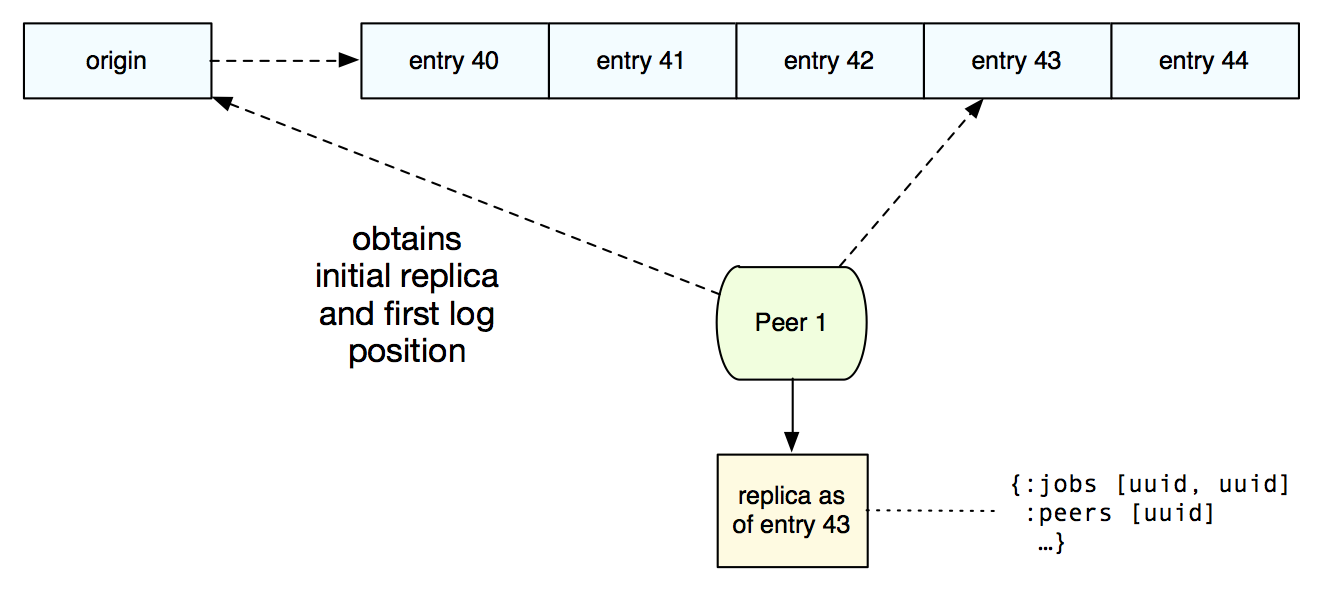 origin
entry 40
entry 41
entry 42
entry 43
entry 44
obtains
initial replica
and first log
position
Peer 1
replica as
of entry 43
{:jobs [uuid, uuid]
:peers [uuid]
…}